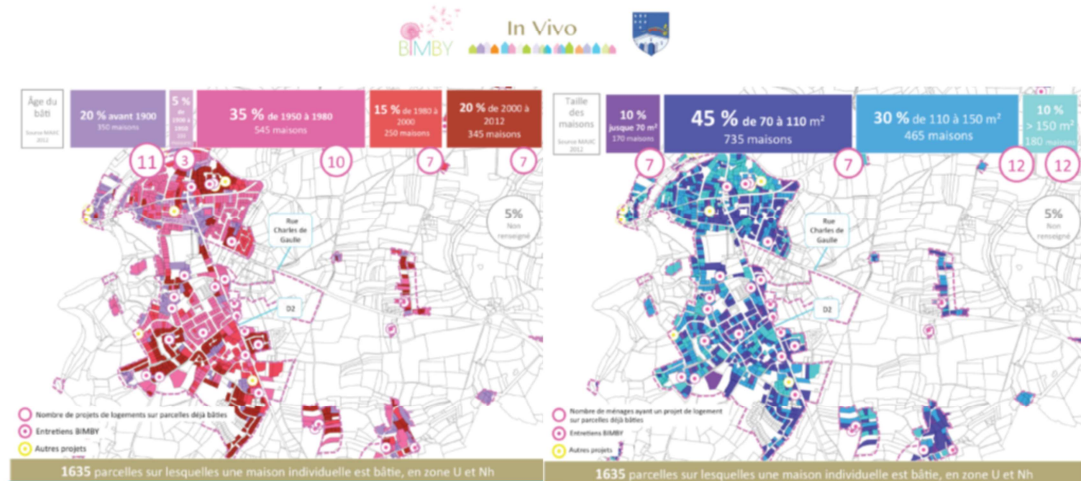 BIMBY
In Vivo
Âge du
bâti
Source MAJIC
2012
20 % avant 1900
350 maisons
5 %
35 % de 1950 à 1980
545 maisons
15 % de 1980 à
2000
250 maisons
20 % de 2000 à
2012
345 maisons
11
3
10
7
7
5%
Non
renseigné
Rue
Charles de
Gaulle
D2
Nombre de projets de logements sur parcelles déjà bâties
Entretiens BIMBY
Autres projets
1635 parcelles sur lesquelles une maison individuelle est bâtie, en zone U et Nh
Taille
des
maisons
Source MAJIC
2012
10 %
jusque 70 m²
170 maisons
45 % de 70 à 110 m²
735 maisons
30 % de 110 à 150 m²
465 maisons
10 %
> 150 m²
180 maisons
7
7
12
12
5%
Non
renseigné
Rue
Charles de
Gaulle
D2
Nombre de ménages ayant un projet de logement
sur parcelles déjà bâties
Entretiens BIMBY
Autres projets
1635 parcelles sur lesquelles une maison individuelle est bâtie, en zone U et Nh